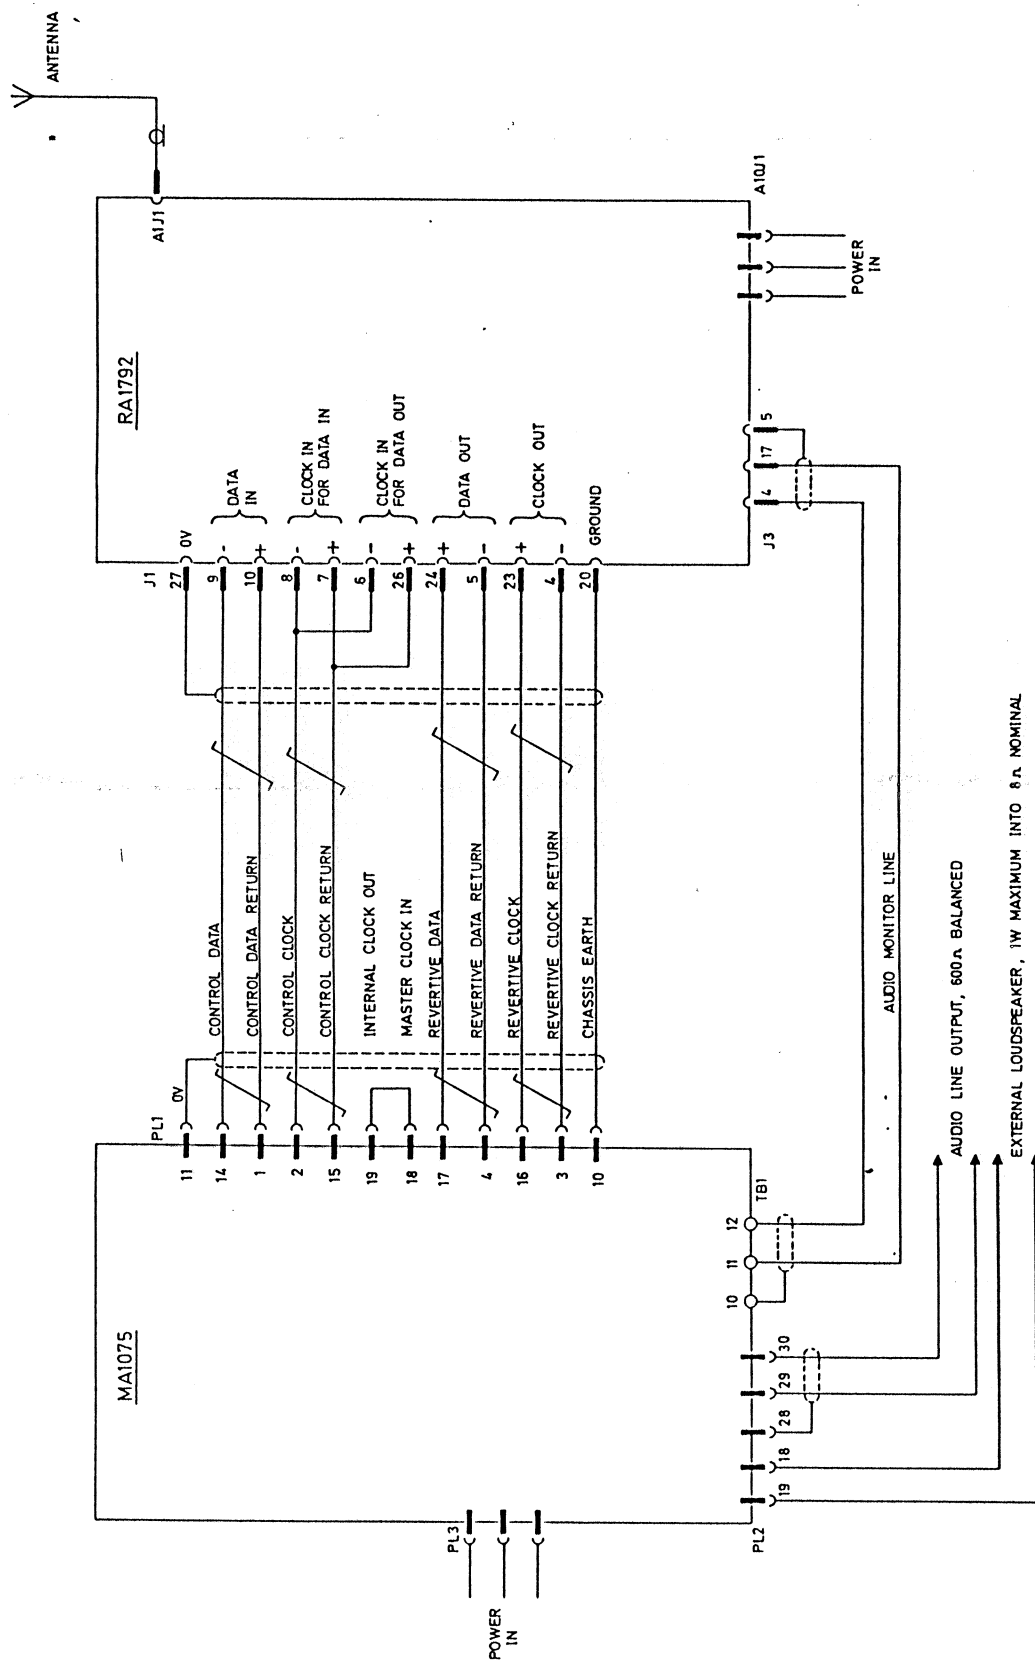 MA1075
PL3
POWER
IN
PL1
11
14
1
2
15
19
18
17
4
16
3
10
0V
CONTROL DATA
CONTROL DATA RETURN
CONTROL CLOCK
CONTROL CLOCK RETURN
INTERNAL CLOCK OUT
MASTER CLOCK IN
REVERTIVE DATA
REVERTIVE DATA RETURN
REVERTIVE CLOCK
REVERTIVE CLOCK RETURN
CHASSIS EARTH
J1
27
9
10
8
7
6
26
24
5
23
4
20
0V
-
+
-
+
-
+
+
-
+
-
GROUND
DATA
IN
CLOCK IN
FOR DATA IN
CLOCK IN
FOR DATA OUT
DATA OUT
CLOCK OUT
RA1792
A1J1
ANTENNA
PL2
19
18
28
29
30
10
11
12
TB1
J3
4
17
5
A10J1
POWER
IN
AUDIO MONITOR LINE
AUDIO LINE OUTPUT, 600Ω BALANCED
EXTERNAL LOUDSPEAKER, 1W MAXIMUM INTO 8Ω NOMINAL